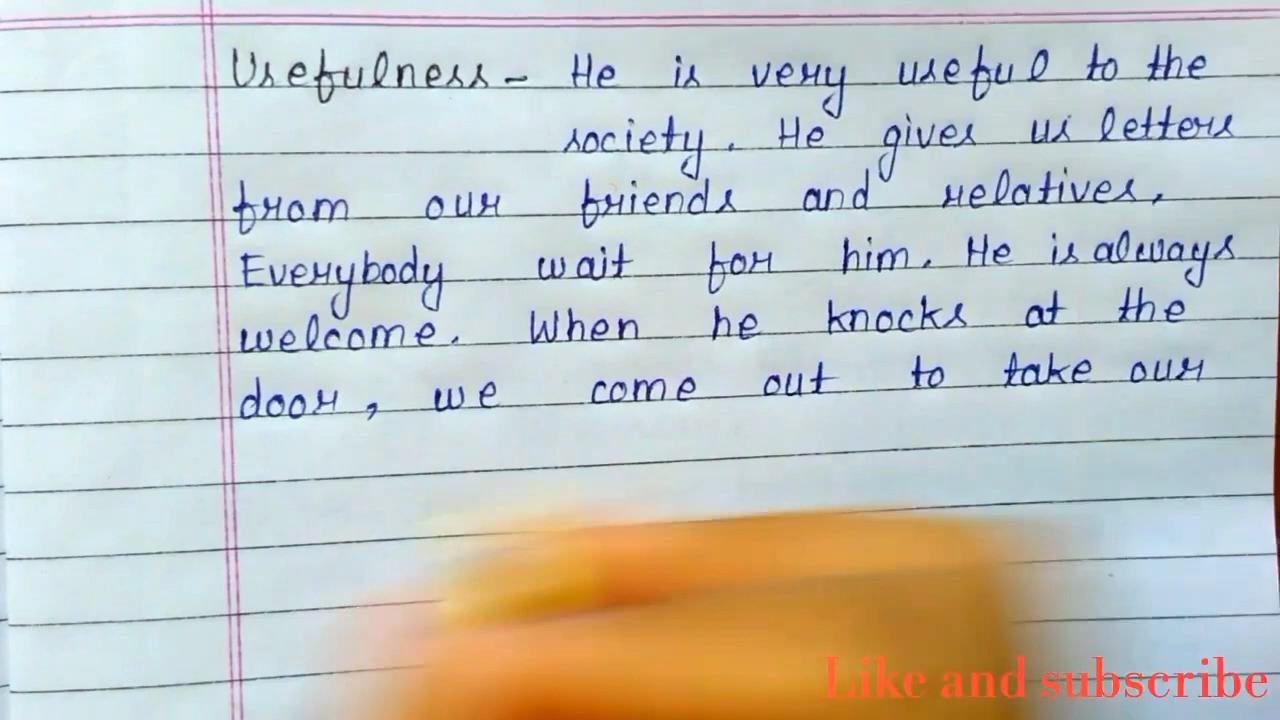 Usefulness - He is very useful to the
society. He gives us letters
from our friends and relatives.
Everybody wait for him. He is always
welcome. When he knocks at the
door, we come out to take our
Like and subscribe